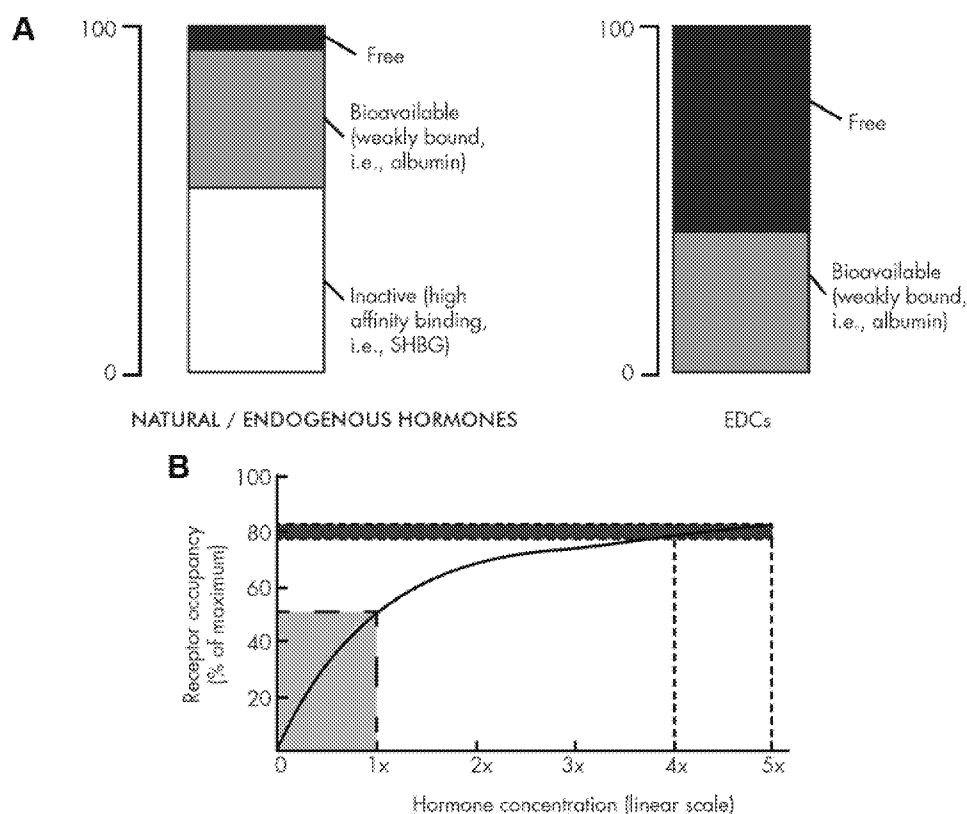 A
100
Free
Bioavailable
(weakly bound,
i.e., albumin)
Inactive (high
affinity binding,
i.e., SHBG)
0
NATURAL / ENDOGENOUS HORMONES
100
Free
Bioavailable
(weakly bound,
i.e., albumin)
0
EDCs
B
Receptor occupancy
(% of maximum)
100
80
60
40
20
0
1x
2x
3x
4x
5x
Hormone concentration (linear scale)